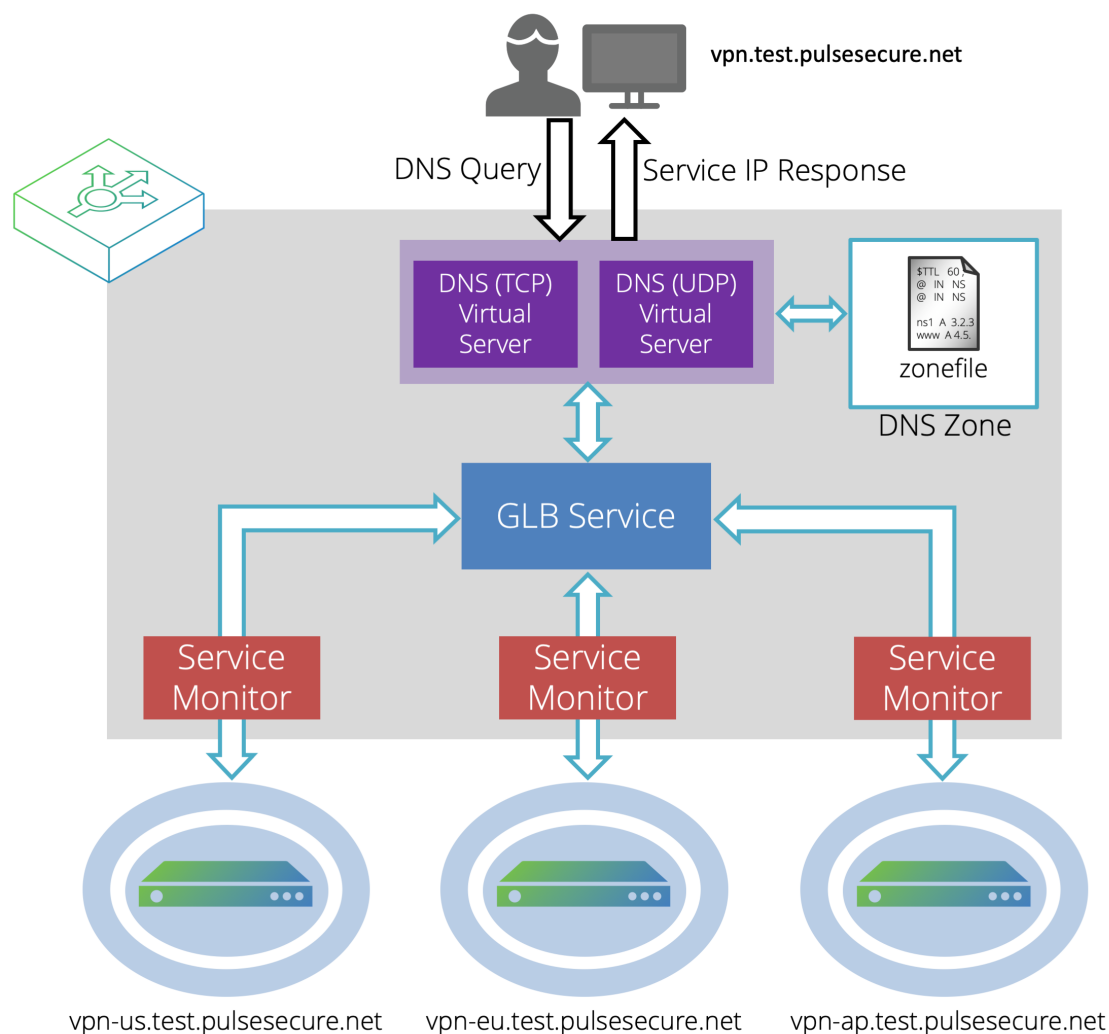 vpn.test.pulsesecure.net
DNS Query
Service IP Response
DNS (TCP)
Virtual
Server
DNS (UDP)
Virtual
Server
$TTL 60 ;
@ IN NS
@ IN NS
ns1 A 3.2.3
www A 4.5.
zonefile
DNS Zone
GLB Service
Service
Monitor
Service
Monitor
Service
Monitor
vpn-us.test.pulsesecure.net
vpn-eu.test.pulsesecure.net
vpn-ap.test.pulsesecure.net